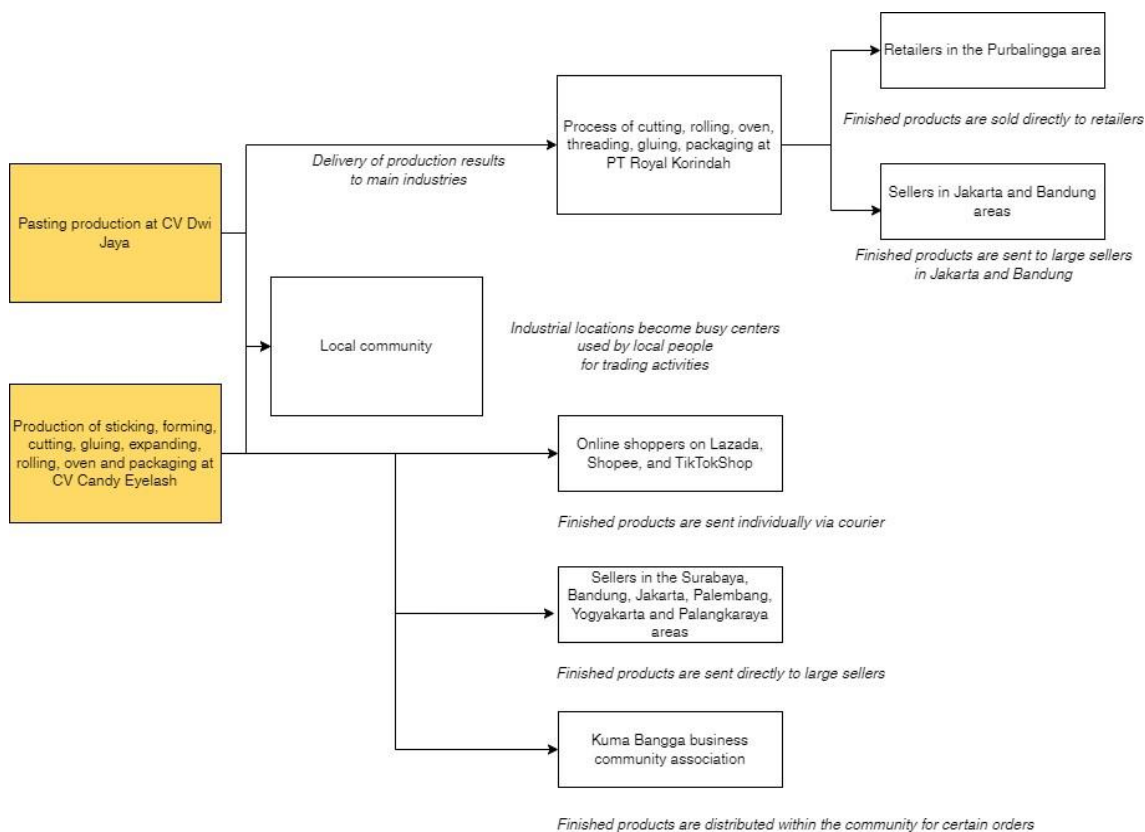 Retailers in the Purbalingga area
Finished products are sold directly to retailers
Process of cutting, rolling, oven,
threading, gluing, packaging at
PT Royal Korindah
Delivery of production results
to main industries
Sellers in Jakarta and Bandung
areas
Finished products are sent to large sellers
in Jakarta and Bandung
Pasting production at CV Dwi
Jaya
Local community
Industrial locations become busy centers
used by local people
for trading activities
Production of sticking, forming,
cutting, gluing, expanding,
rolling, oven and packaging at
CV Candy Eyelash
Online shoppers on Lazada,
Shopee, and TikTokShop
Finished products are sent individually via courier
Sellers in the Surabaya,
Bandung, Jakarta, Palembang,
Yogyakarta and Palangkaraya
areas
Finished products are sent directly to large sellers
Kuma Bangga business
community association
Finished products are distributed within the community for certain orders